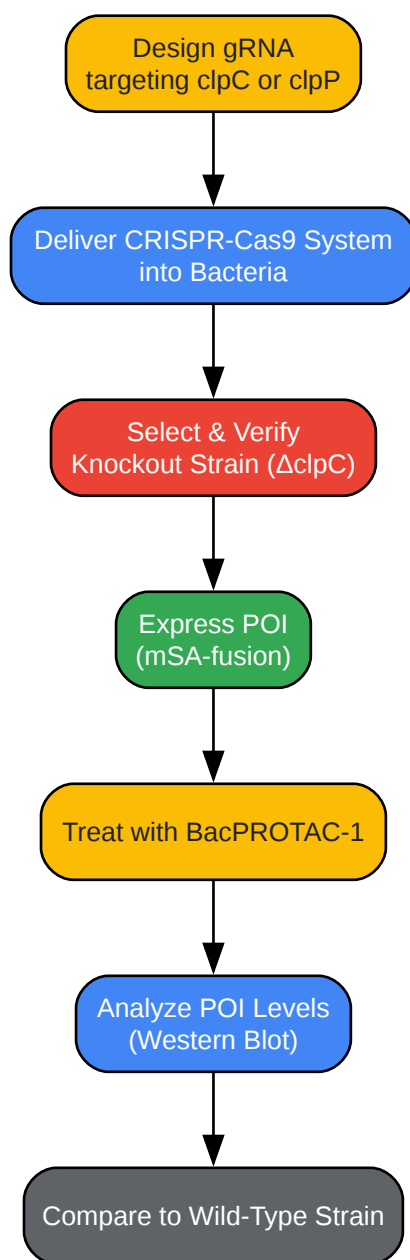 Design gRNA
targeting clpC or clpP
Deliver CRISPR-Cas9 System
into Bacteria
Select & Verify
Knockout Strain (ΔclpC)
Express POI
(mSA-fusion)
Treat with BacPROTAC-1
Analyze POI Levels
(Western Blot)
Compare to Wild-Type Strain